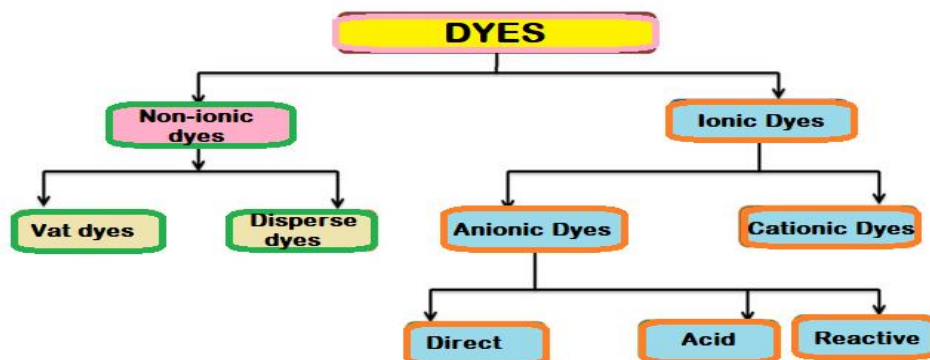 DYES
Non-ionic
dyes
Ionic Dyes
Vat dyes
Disperse
dyes
Anionic Dyes
Cationic Dyes
Direct
Acid
Reactive